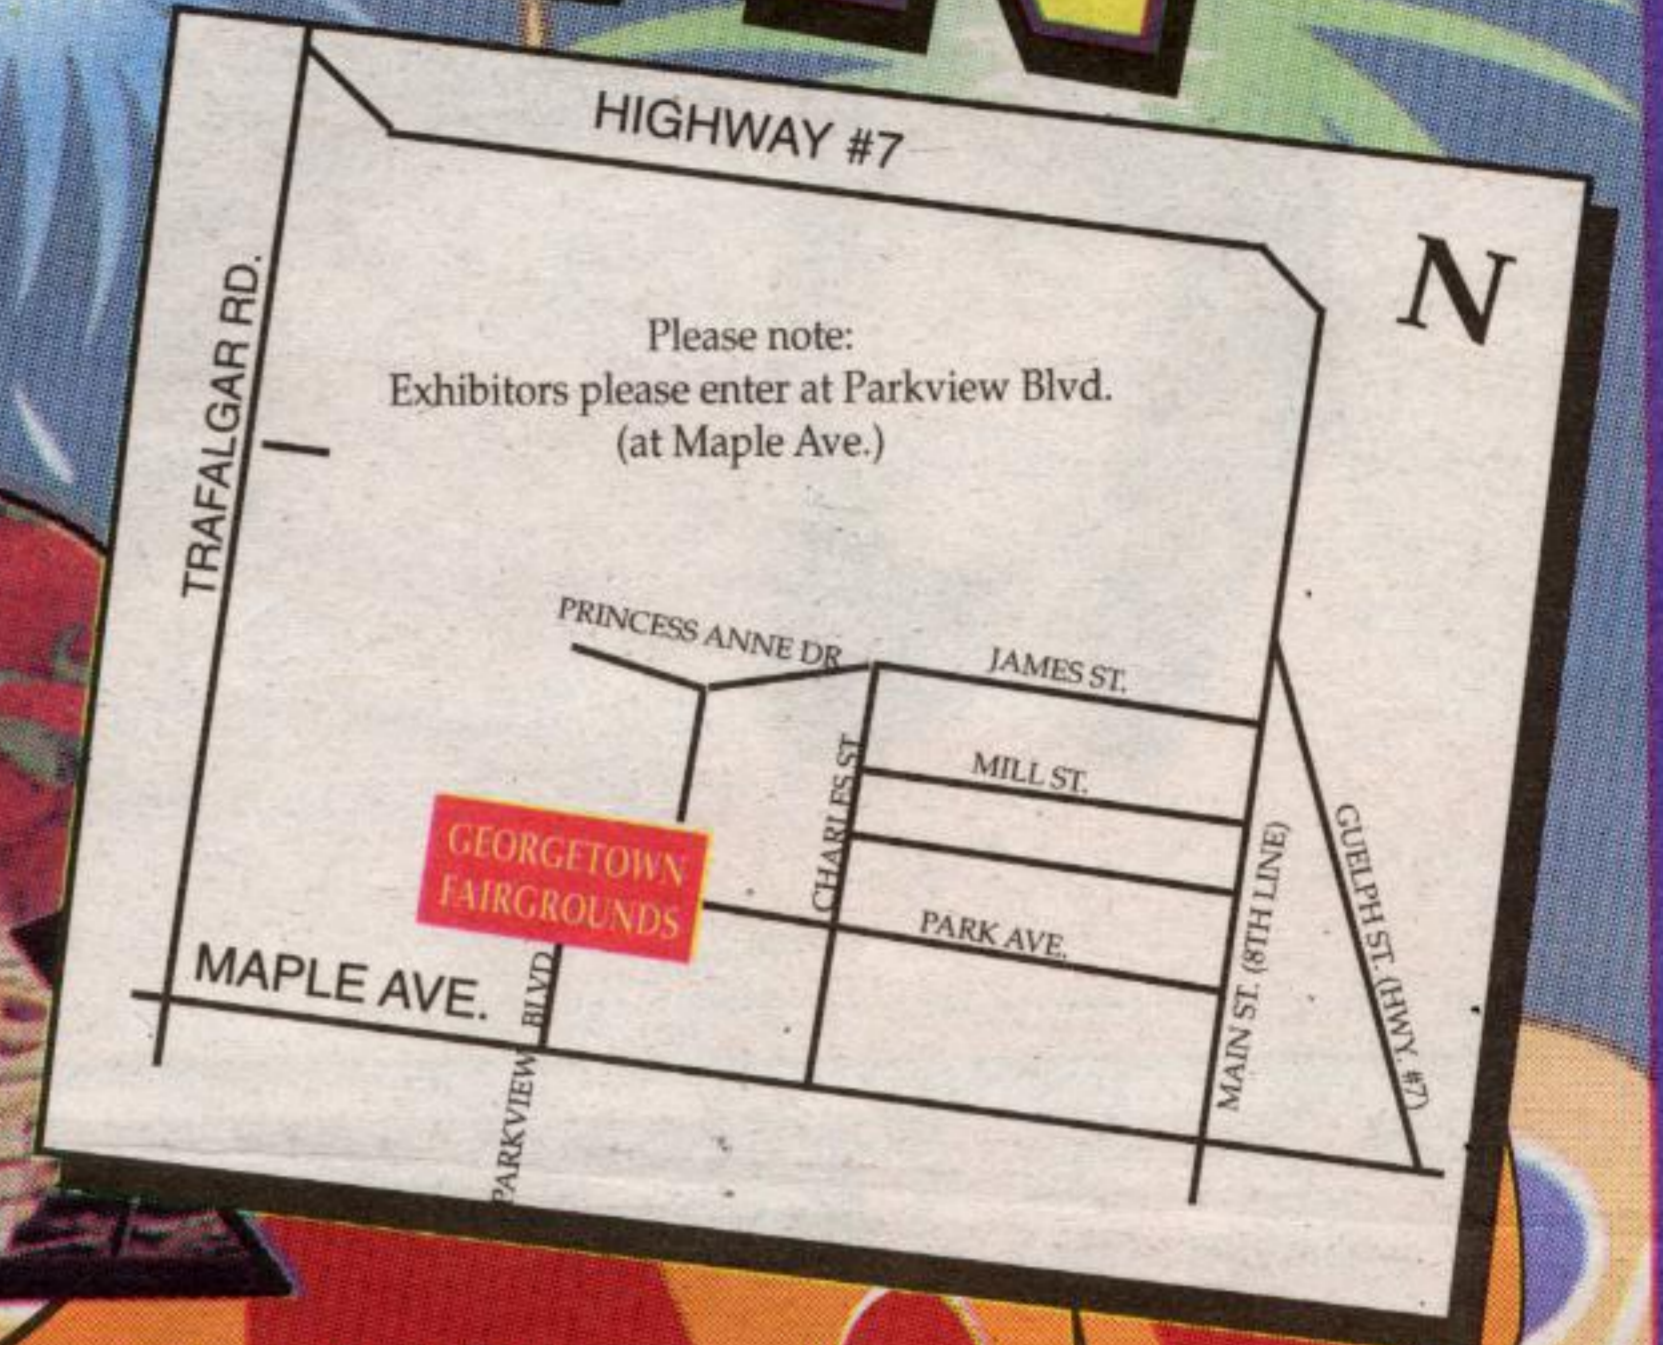 HIGHWAY #7
N
TRAFALGAR RD.
Please note:
Exhibitors please enter at Parkview Blvd.
(at Maple Ave.)
PRINCESS ANNE DR
JAMES ST.
MILL ST.
CHARLES ST
GEORGETOWN
FAIRGROUNDS
PARK AVE.
MAIN ST. (8TH LINE)
GUELPH ST. (HWY. #7)
MAPLE AVE.
PARKVIEW BLVD